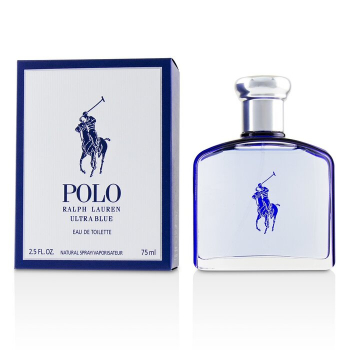 POLO
RALPH LAUREN
ULTRA BLUE
EAU DE TOILETTE
2.5 FL.OZ. NATURAL SPRAY/VAPORISATEUR 75 ml